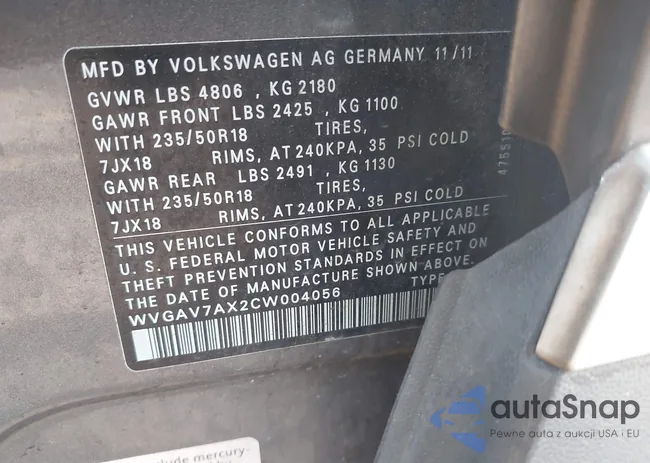 MFD BY VOLKSWAGEN AG GERMANY 11/11
GVWR LBS 4806 , KG 2180
GAWR FRONT LBS 2425 , KG 1100
WITH 235/50R18 TIRES,
7JX18 RIMS, AT 240KPA, 35 PSI COLD
GAWR REAR LBS 2491 , KG 1130
WITH 235/50R18 TIRES,
7JX18 RIMS, AT 240KPA, 35 PSI COLD
THIS VEHICLE CONFORMS TO ALL APPLICABLE
U. S. FEDERAL MOTOR VEHICLE SAFETY AND
THEFT PREVENTION STANDARDS IN EFFECT ON
THE DATE OF MANUFACTURE SHOWN ABOVE.
WVGAV7AX2CW004056 TYPE
autaSnap
Pewne auta z aukcji USA i EU
mercury